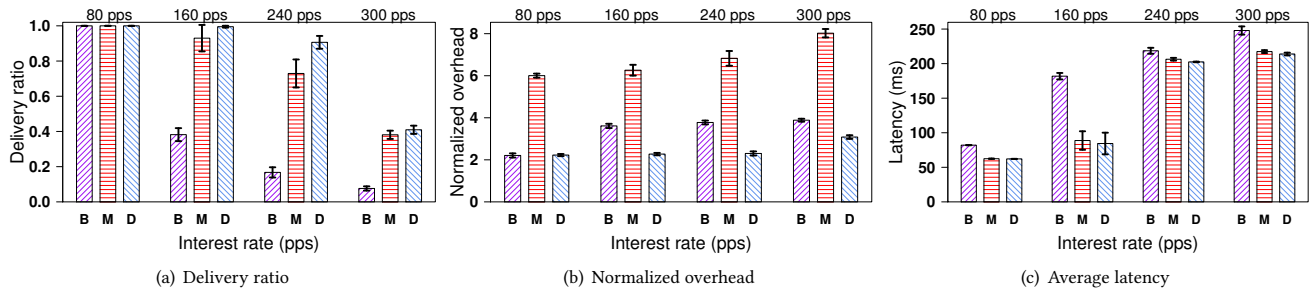 80 pps 160 pps 240 pps 300 pps
Delivery ratio
1.0
0.8
0.6
0.4
0.2
0.0
B M D B M D B M D B M D
Interest rate (pps)
(a) Delivery ratio
80 pps 160 pps 240 pps 300 pps
Normalized overhead
8
6
4
2
0
B M D B M D B M D B M D
Interest rate (pps)
(b) Normalized overhead
80 pps 160 pps 240 pps 300 pps
Latency (ms)
250
200
150
100
50
0
B M D B M D B M D B M D
Interest rate (pps)
(c) Average latency